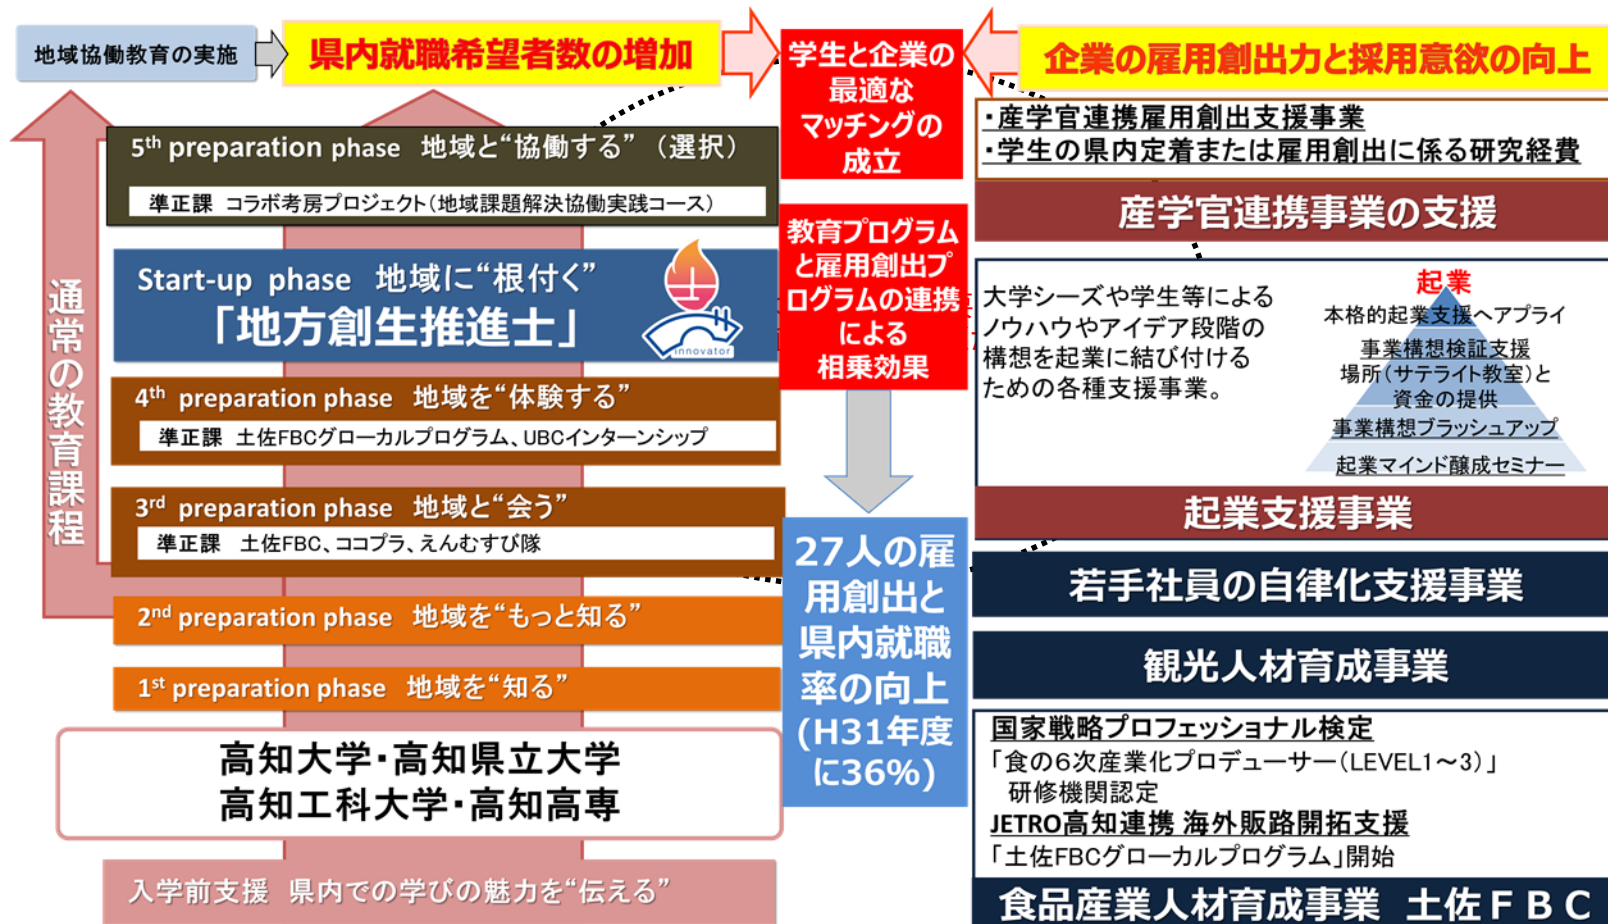 地域協働教育の実施
県内就職希望者数の増加
5th preparation phase 地域と“協働する”（選択）
準正課 コラボ考房プロジェクト（地域課題解決協働実践コース）
Start-up phase 地域に“根付く”
「地方創生推進士」
innovator
4th preparation phase 地域を“体験する”
準正課 土佐FBCグローカルプログラム、UBCインターンシップ
3rd preparation phase 地域と“会う”
準正課 土佐FBC、ココプラ、えんむすび隊
2nd preparation phase 地域を“もっと知る”
1st preparation phase 地域を“知る”
通常の教育課程
高知大学・高知県立大学
高知工科大学・高知高専
入学前支援 県内での学びの魅力を“伝える”
学生と企業の
最適な
マッチングの
成立
教育プログラム
と雇用創出プ
ログラムの連携
による
相乗効果
27人の雇
用創出と
県内就職
率の向上
(H31年度
に36%)
企業の雇用創出力と採用意欲の向上
・産学官連携雇用創出支援事業
・学生の県内定着または雇用創出に係る研究経費
産学官連携事業の支援
大学シーズや学生等による
ノウハウやアイデア段階の
構想を起業に結び付ける
ための各種支援事業。
起業
本格的起業支援へアプライ
事業構想検証支援
場所（サテライト教室）と
資金の提供
事業構想ブラッシュアップ
起業マインド醸成セミナー
起業支援事業
若手社員の自律化支援事業
観光人材育成事業
国家戦略プロフェッショナル検定
「食の６次産業化プロデューサー（LEVEL1～3）」
研修機関認定
JETRO高知連携 海外販路開拓支援
「土佐FBCグローカルプログラム」開始
食品産業人材育成事業 土佐ＦＢＣ